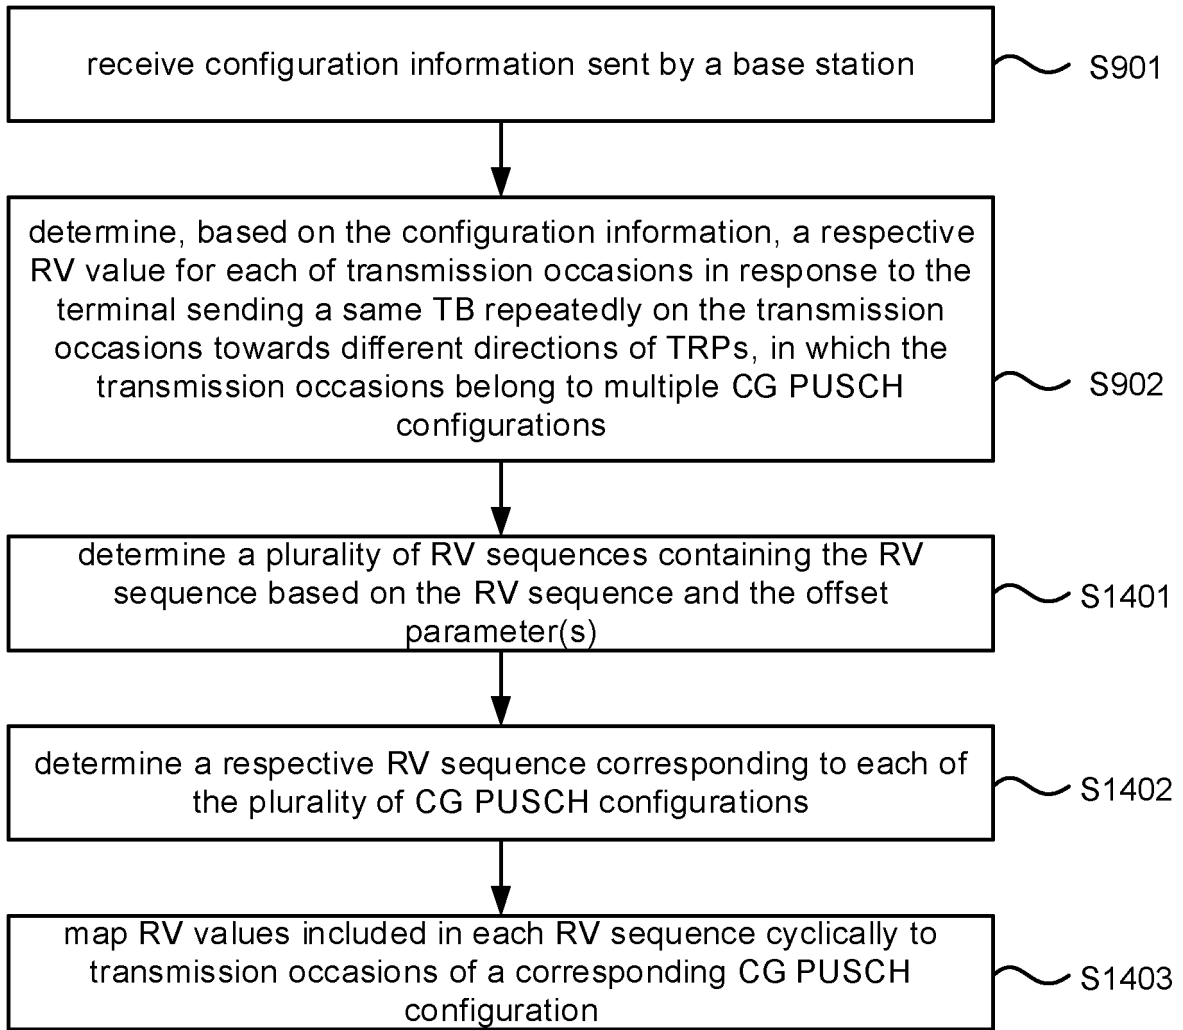 receive configuration information sent by a base station
S901
determine, based on the configuration information, a respective
RV value for each of transmission occasions in response to the
terminal sending a same TB repeatedly on the transmission
occasions towards different directions of TRPs, in which the
transmission occasions belong to multiple CG PUSCH
configurations
S902
determine a plurality of RV sequences containing the RV
sequence based on the RV sequence and the offset
parameter(s)
S1401
determine a respective RV sequence corresponding to each of
the plurality of CG PUSCH configurations
S1402
map RV values included in each RV sequence cyclically to
transmission occasions of a corresponding CG PUSCH
configuration
S1403